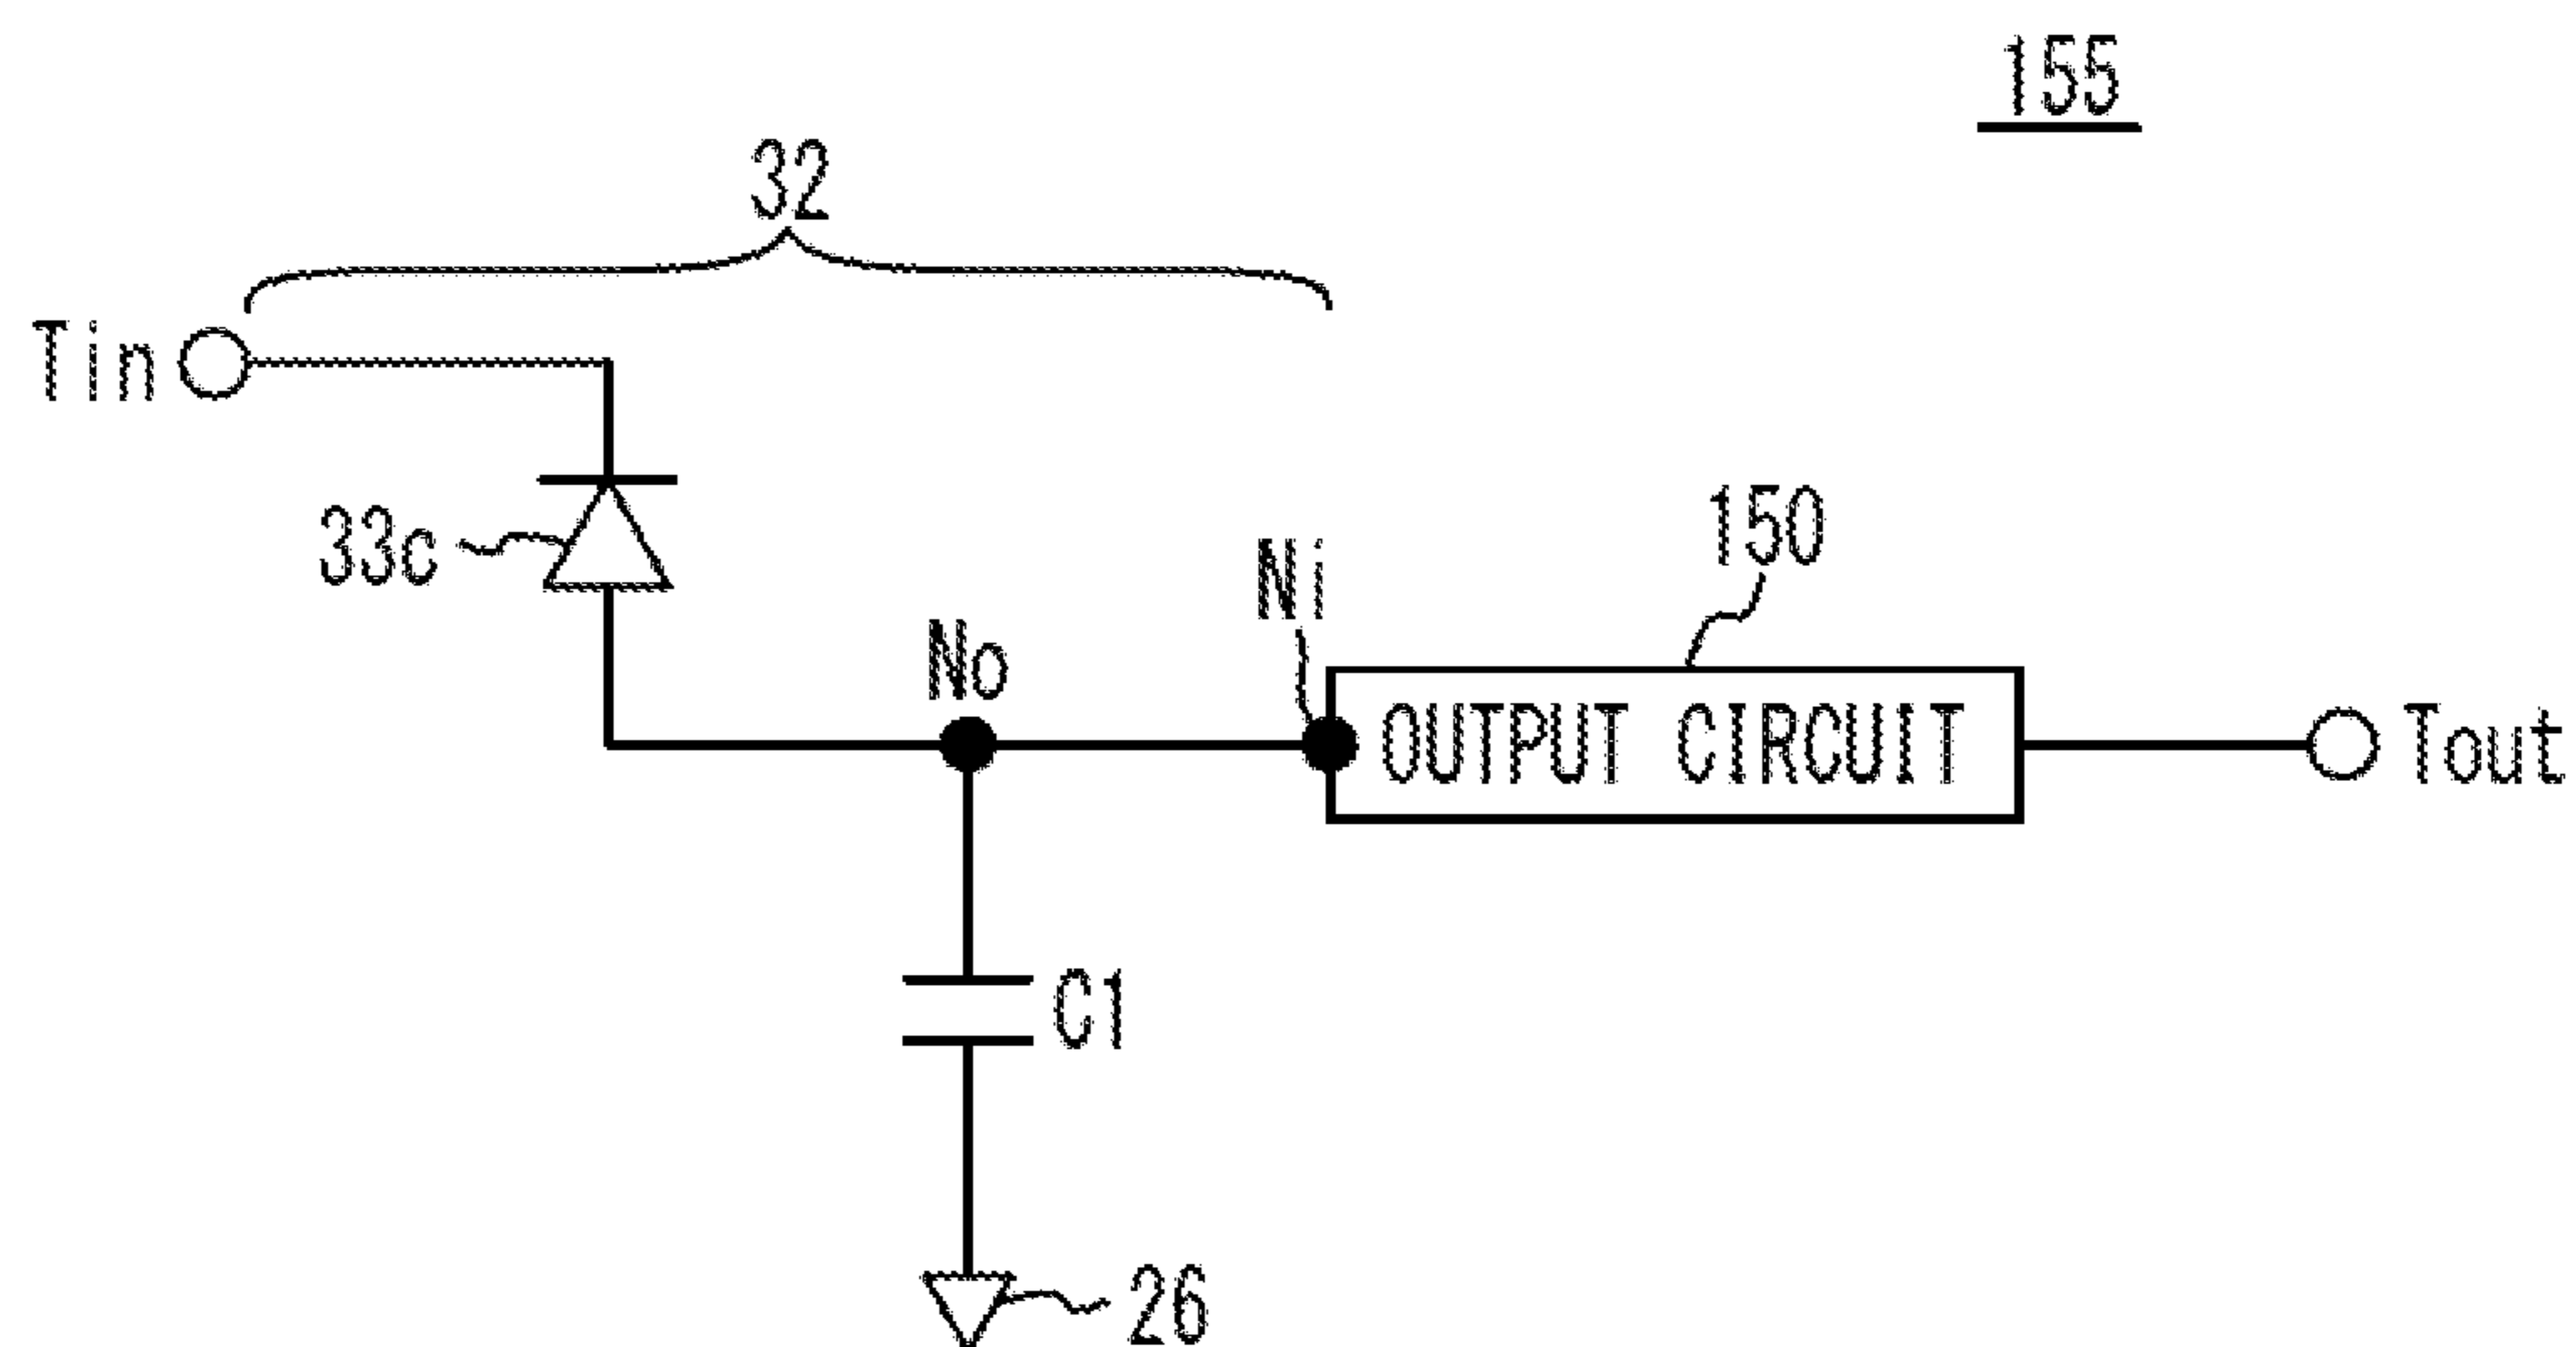 155
32
Tin
33c
No
Ni
150
OUTPUT CIRCUIT
Tout
C1
26